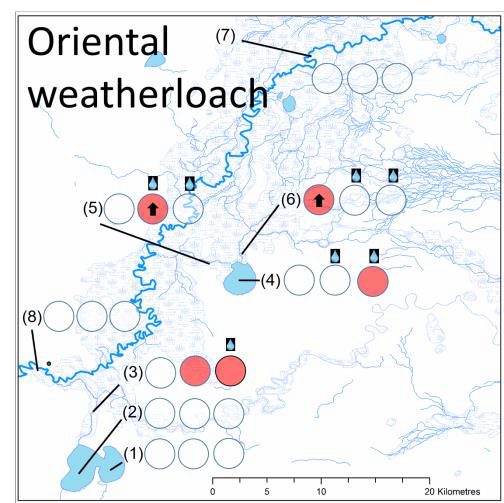 Oriental
weatherloach
(7)
(5)
(6)
(4)
(8)
(3)
(2)
(1)
0 5 10 20 Kilometres